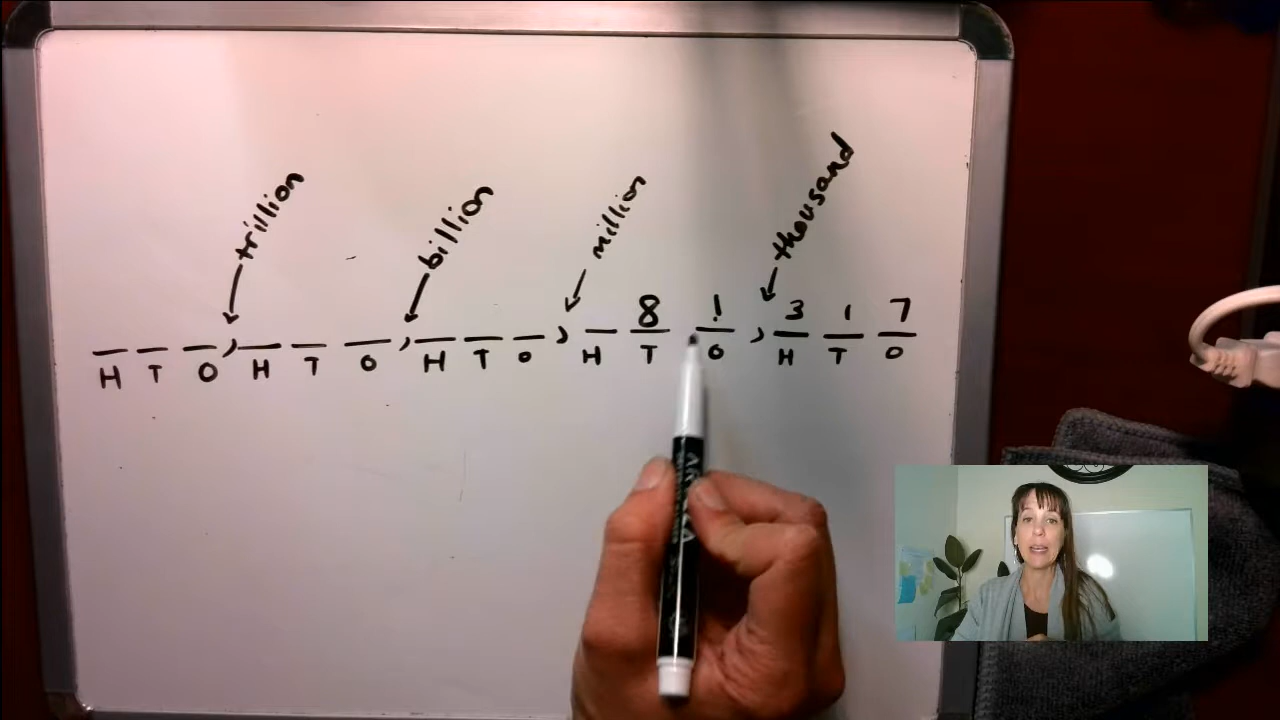 trillion billion million thousand
8 1 , 3 1 7
, , ,
H T O H T O H T O H T O H T O